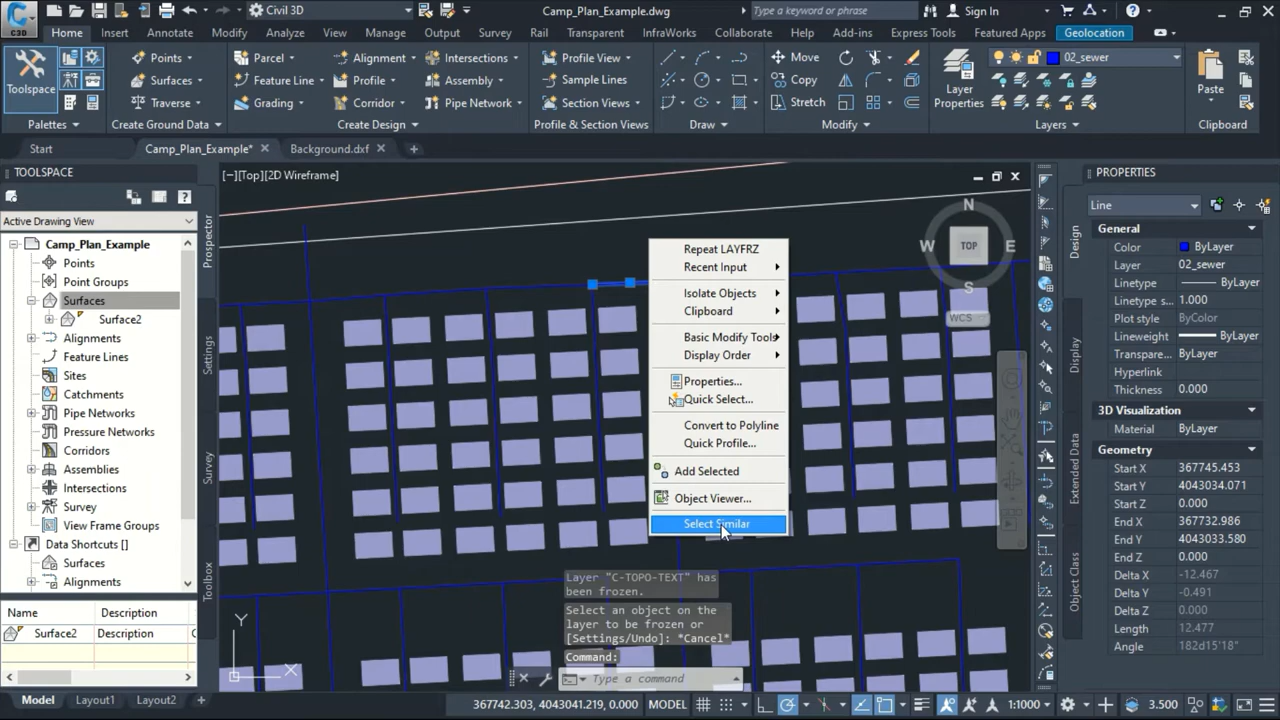 C3D
Civil 3D
Camp_Plan_Example.dwg
Type a keyword or phrase
Sign In
Home
Insert
Annotate
Modify
Analyze
View
Manage
Output
Survey
Rail
Transparent
InfraWorks
Collaborate
Help
Add-ins
Express Tools
Featured Apps
Geolocation
Toolspace
Points
Surfaces
Traverse
Parcel
Feature Line
Grading
Alignment
Profile
Corridor
Intersections
Assembly
Pipe Network
Profile View
Sample Lines
Section Views
Move
Copy
Stretch
Layer
Properties
02_sewer
Paste
Palettes
Create Ground Data
Create Design
Profile & Section Views
Draw
Modify
Layers
Clipboard
Start
Camp_Plan_Example*
Background.dxf
TOOLSPACE
Active Drawing View
Camp_Plan_Example
Points
Point Groups
Surfaces
Surface2
Alignments
Feature Lines
Sites
Catchments
Pipe Networks
Pressure Networks
Corridors
Assemblies
Intersections
Survey
View Frame Groups
Data Shortcuts []
Surfaces
Alignments
Name Description C
Surface2 Description
Prospector
Settings
Survey
Toolbox
[−][Top][2D Wireframe]
N
W TOP E
S
WCS
Repeat LAYFRZ
Recent Input
Isolate Objects
Clipboard
Basic Modify Tools
Display Order
Properties...
Quick Select...
Convert to Polyline
Quick Profile...
Add Selected
Object Viewer...
Select Similar
Layer "C-TOPO-TEXT" has
been frozen.
Select an object on the
layer to be frozen or
[Settings/Undo]: *Cancel*
Command:
Type a command
Y
X
PROPERTIES
Line
Design
Display
Extended Data
Object Class
General
Color ByLayer
Layer 02_sewer
Linetype ByLayer
Linetype s... 1.000
Plot style ByColor
Lineweight ByLayer
Transpare... ByLayer
Hyperlink
Thickness 0.000
3D Visualization
Material ByLayer
Geometry
Start X 367745.453
Start Y 4043034.071
Start Z 0.000
End X 367732.986
End Y 4043033.580
End Z 0.000
Delta X -12.467
Delta Y -0.491
Delta Z 0.000
Length 12.477
Angle 182d15'18"
Model
Layout1
Layout2
367742.303, 4043041.219, 0.000
MODEL
1:1000
3.500